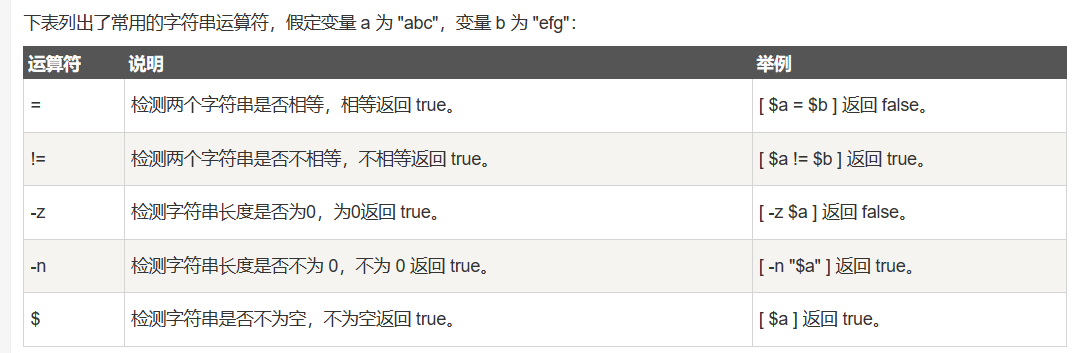 下表列出了常用的字符串运算符，假定变量 a 为 "abc"，变量 b 为 "efg"：
运算符 说明 举例
= 检测两个字符串是否相等，相等返回 true。 [ $a = $b ] 返回 false。
!= 检测两个字符串是否不相等，不相等返回 true。 [ $a != $b ] 返回 true。
-z 检测字符串长度是否为0，为0返回 true。 [ -z $a ] 返回 false。
-n 检测字符串长度是否不为 0，不为 0 返回 true。 [ -n "$a" ] 返回 true。
$ 检测字符串是否不为空，不为空返回 true。 [ $a ] 返回 true。